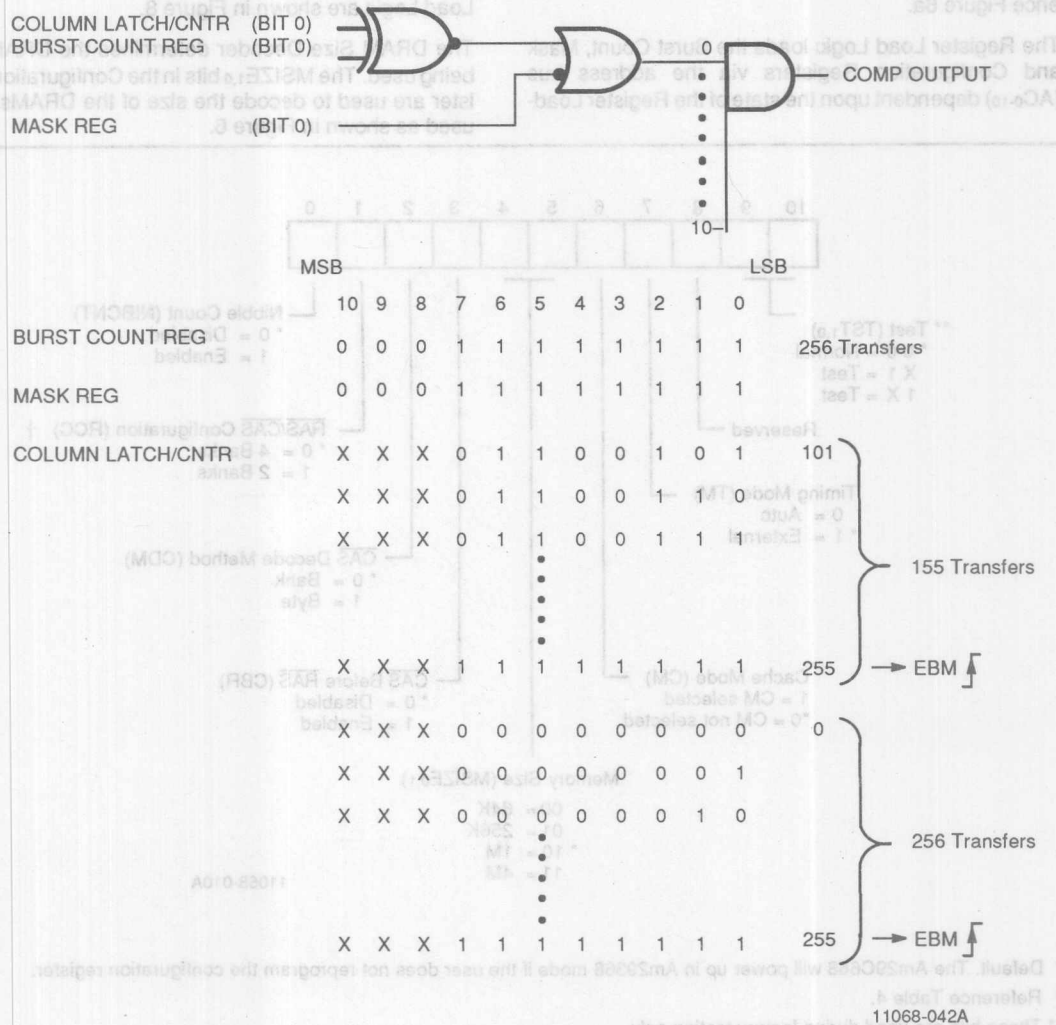 COLUMN LATCH/CNTR (BIT 0)
BURST COUNT REG (BIT 0)
MASK REG (BIT 0)
0
10
COMP OUTPUT
MSB LSB
10 9 8 7 6 5 4 3 2 1 0
BURST COUNT REG 0 0 0 1 1 1 1 1 1 1 1 256 Transfers
MASK REG 0 0 0 1 1 1 1 1 1 1 1
COLUMN LATCH/CNTR X X X 0 1 1 0 0 1 0 1 101
X X X 0 1 1 0 0 1 1 0
X X X 0 1 1 0 0 1 1 1
155 Transfers
X X X 1 1 1 1 1 1 1 1 255 → EBM
X X X 0 0 0 0 0 0 0 0 0
X X X 0 0 0 0 0 0 0 1
X X X 0 0 0 0 0 0 1 0
256 Transfers
X X X 1 1 1 1 1 1 1 1 255 → EBM
11068-042A